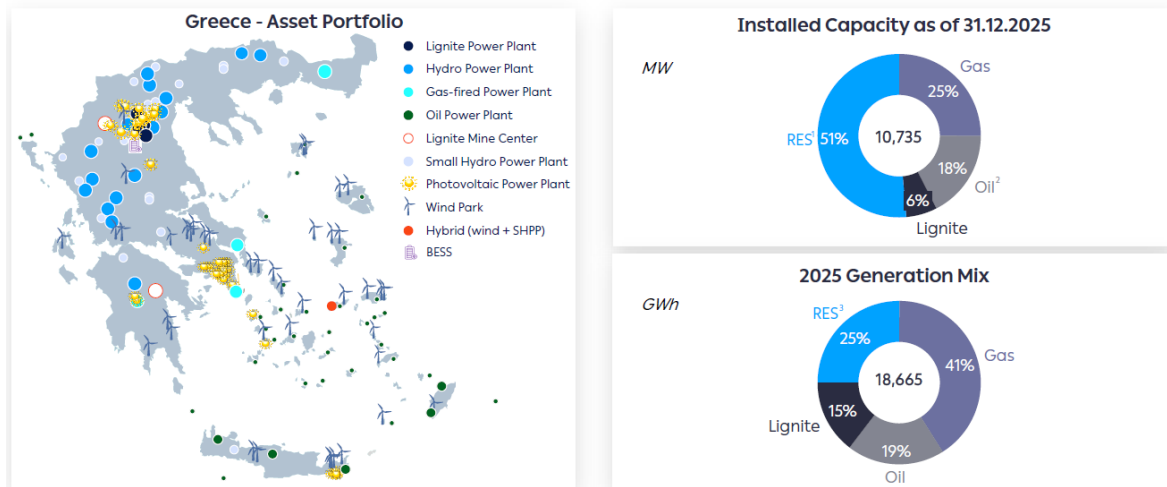 Greece - Asset Portfolio
Lignite Power Plant
Hydro Power Plant
Gas-fired Power Plant
Oil Power Plant
Lignite Mine Center
Small Hydro Power Plant
Photovoltaic Power Plant
Wind Park
Hybrid (wind + SHPP)
BESS
Installed Capacity as of 31.12.2025
MW
Gas
25%
RES¹
51%
10,735
18%
Oil²
6%
Lignite
2025 Generation Mix
GWh
RES³
25%
Gas
41%
18,665
15%
Lignite
19%
Oil